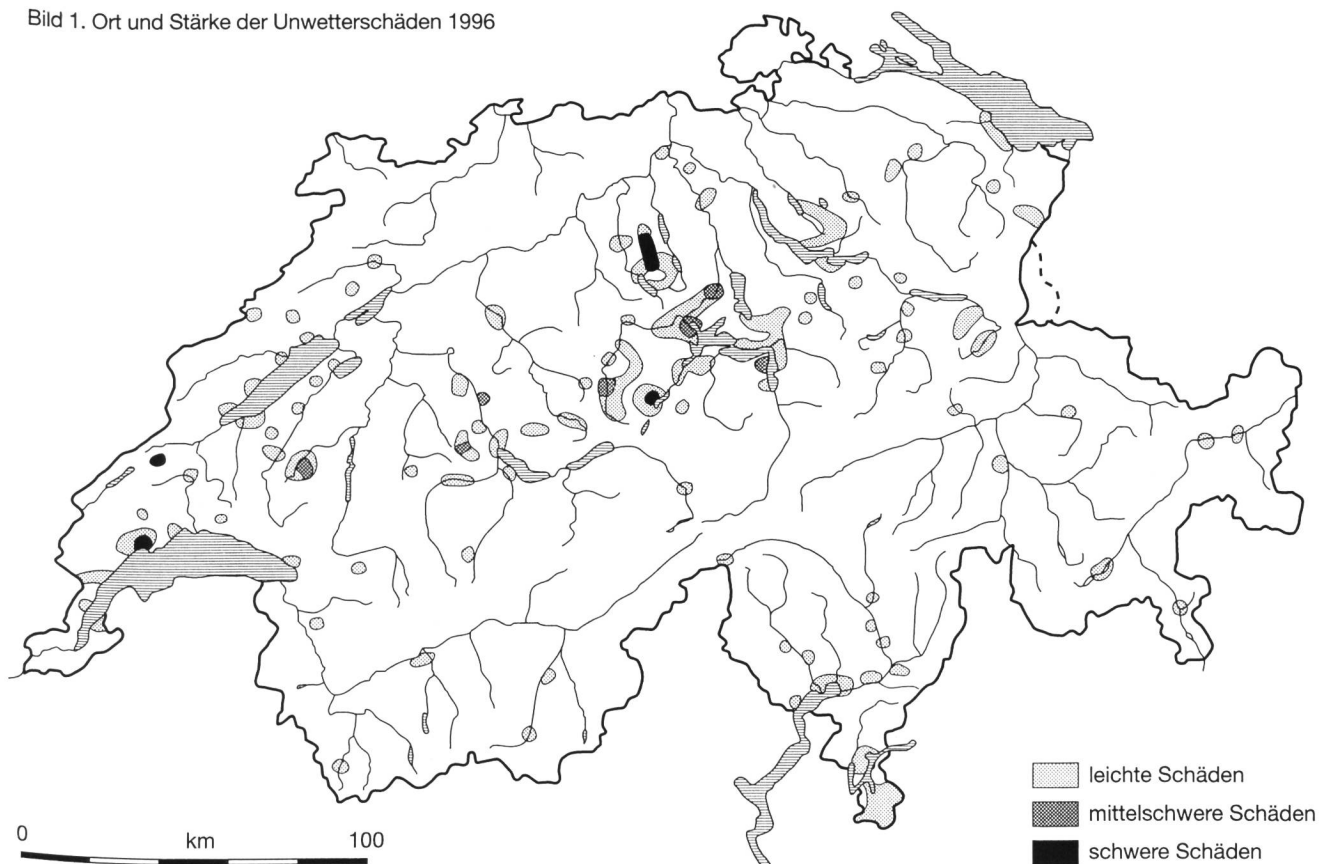 Bild 1. Ort und Stärke der Unwetterschäden 1996
leichte Schäden
mittelschwere Schäden
schwere Schäden
0 km 100